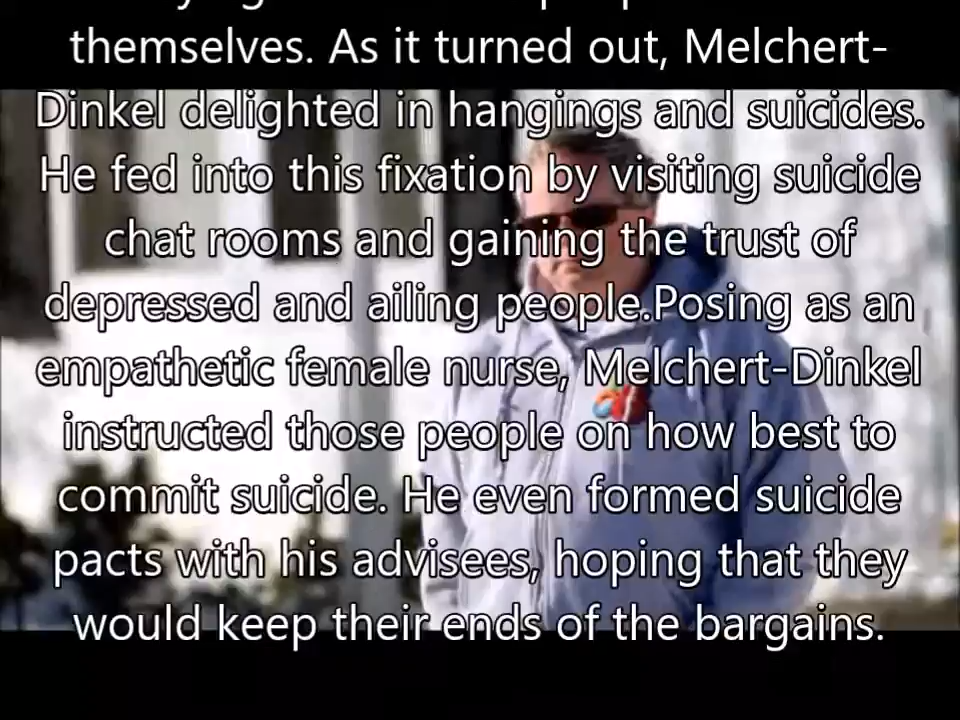 themselves. As it turned out, Melchert-
Dinkel delighted in hangings and suicides.
He fed into this fixation by visiting suicide
chat rooms and gaining the trust of
depressed and ailing people.Posing as an
empathetic female nurse, Melchert-Dinkel
instructed those people on how best to
commit suicide. He even formed suicide
pacts with his advisees, hoping that they
would keep their ends of the bargains.